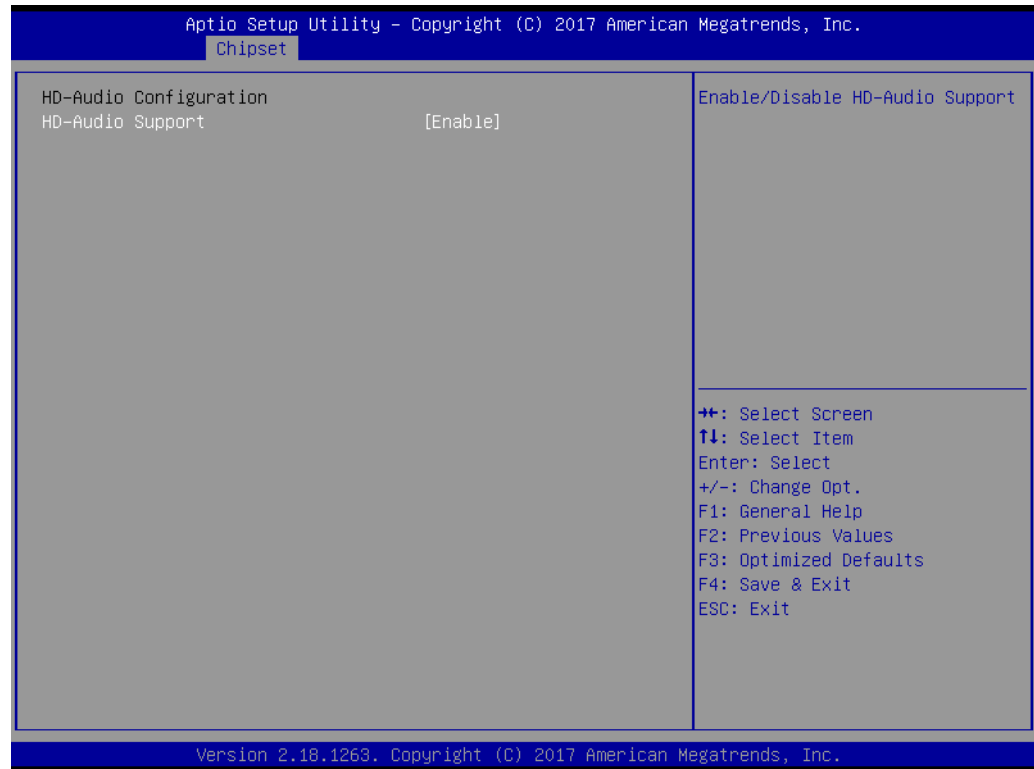 Aptio Setup Utility – Copyright (C) 2017 American Megatrends, Inc.
Chipset
HD-Audio Configuration
HD-Audio Support [Enable]
Enable/Disable HD-Audio Support
→←: Select Screen
↑↓: Select Item
Enter: Select
+/-: Change Opt.
F1: General Help
F2: Previous Values
F3: Optimized Defaults
F4: Save & Exit
ESC: Exit
Version 2.18.1263. Copyright (C) 2017 American Megatrends, Inc.